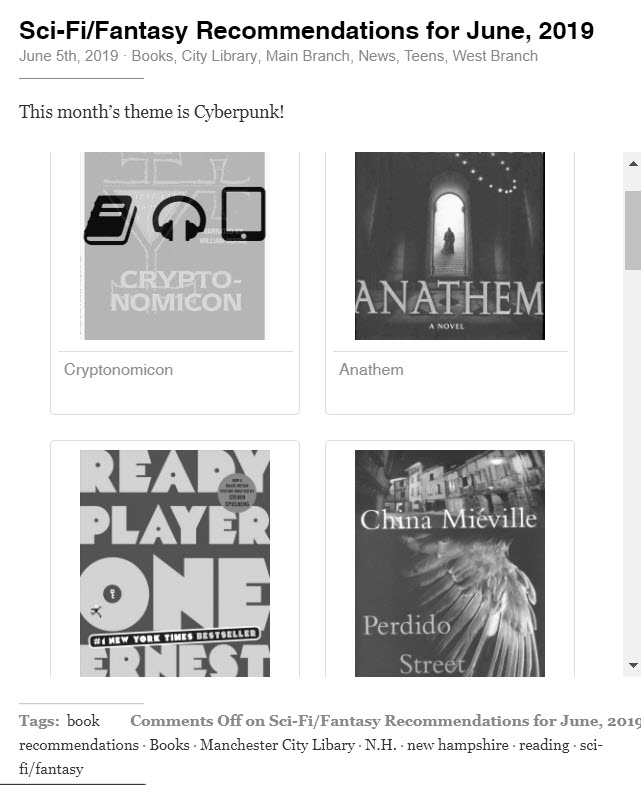 Sci-Fi/Fantasy Recommendations for June, 2019
June 5th, 2019 · Books, City Library, Main Branch, News, Teens, West Branch
This month's theme is Cyberpunk!
CRYPTO-
NOMICON
Cryptonomicon
ANATHEM
A NOVEL
Anathem
READY
PLAYER
ONE
#1 NEW YORK TIMES BESTSELLER
ERNEST
STEVEN
SPIELBERG
China Miéville
Perdido
Street
Tags: book
Comments Off on Sci-Fi/Fantasy Recommendations for June, 2019
recommendations · Books · Manchester City Libary · N.H. · new hampshire · reading · sci-
fi/fantasy